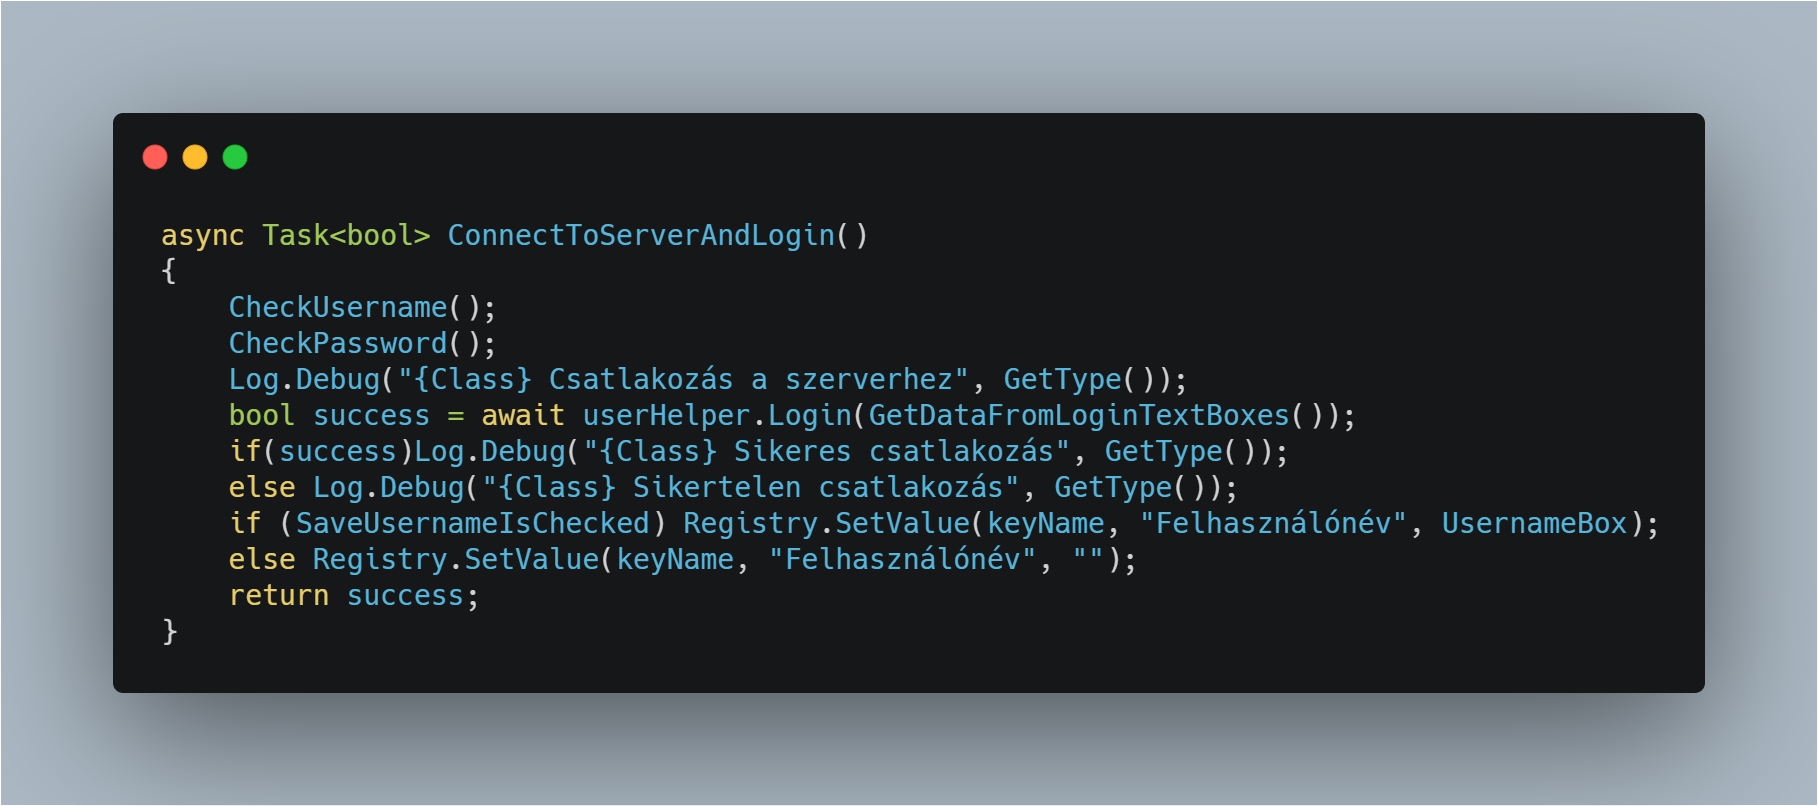 async Task<bool> ConnectToServerAndLogin()
{
    CheckUsername();
    CheckPassword();
    Log.Debug("{Class} Csatlakozás a szerverhez", GetType());
    bool success = await userHelper.Login(GetDataFromLoginTextBoxes());
    if(success)Log.Debug("{Class} Sikeres csatlakozás", GetType());
    else Log.Debug("{Class} Sikertelen csatlakozás", GetType());
    if (SaveUsernameIsChecked) Registry.SetValue(keyName, "Felhasználónév", UsernameBox);
    else Registry.SetValue(keyName, "Felhasználónév", "");
    return success;
}